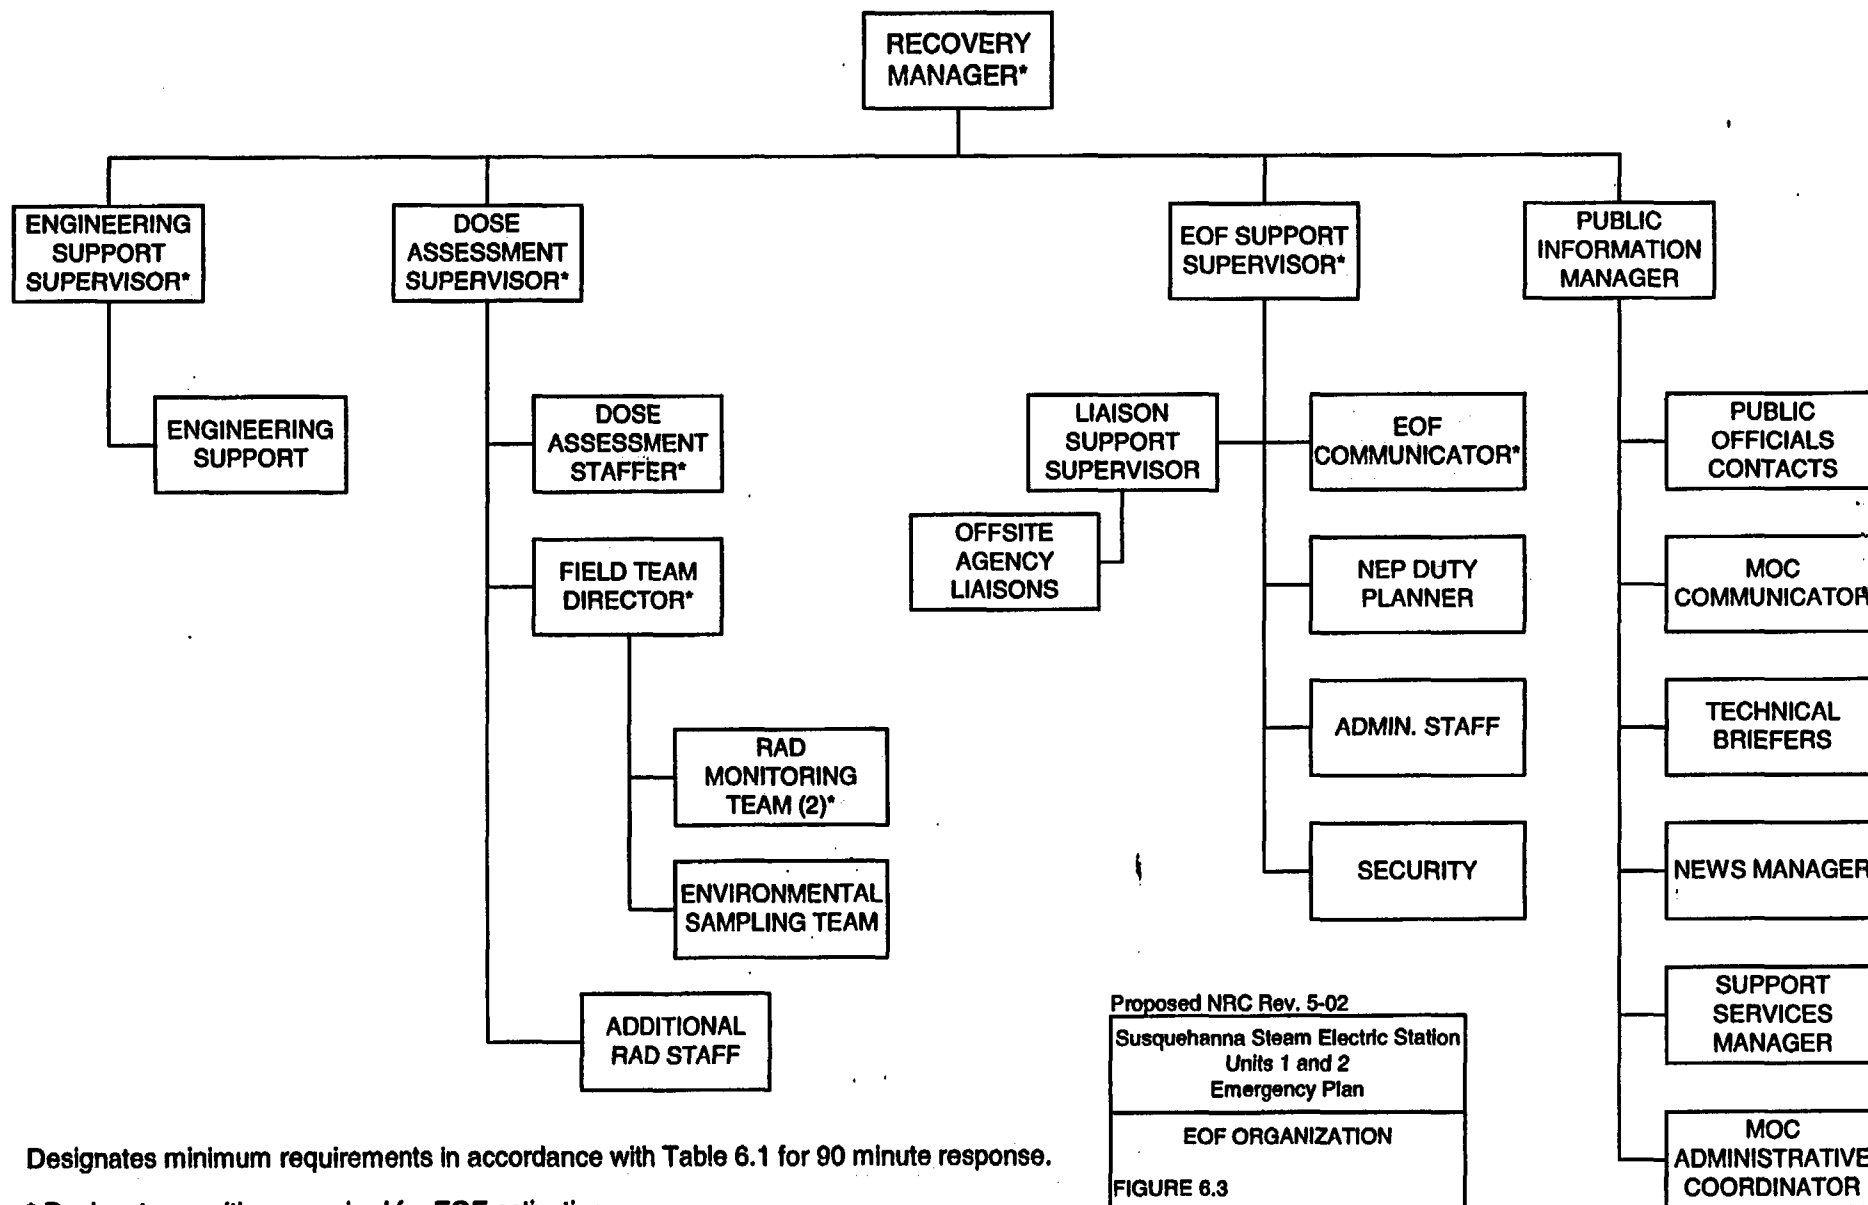 RECOVERY
MANAGER*
ENGINEERING
SUPPORT
SUPERVISOR*
DOSE
ASSESSMENT
SUPERVISOR*
EOF SUPPORT
SUPERVISOR*
PUBLIC
INFORMATION
MANAGER
ENGINEERING
SUPPORT
DOSE
ASSESSMENT
STAFFER*
FIELD TEAM
DIRECTOR*
RAD
MONITORING
TEAM (2)*
ENVIRONMENTAL
SAMPLING TEAM
ADDITIONAL
RAD STAFF
LIAISON
SUPPORT
SUPERVISOR
OFFSITE
AGENCY
LIAISONS
EOF
COMMUNICATOR*
NEP DUTY
PLANNER
ADMIN. STAFF
SECURITY
PUBLIC
OFFICIALS
CONTACTS
MOC
COMMUNICATOR
TECHNICAL
BRIEFERS
NEWS MANAGER
SUPPORT
SERVICES
MANAGER
MOC
ADMINISTRATIVE
COORDINATOR
Proposed NRC Rev. 5-02
Susquehanna Steam Electric Station
Units 1 and 2
Emergency Plan
EOF ORGANIZATION
FIGURE 6.3
Designates minimum requirements in accordance with Table 6.1 for 90 minute response.